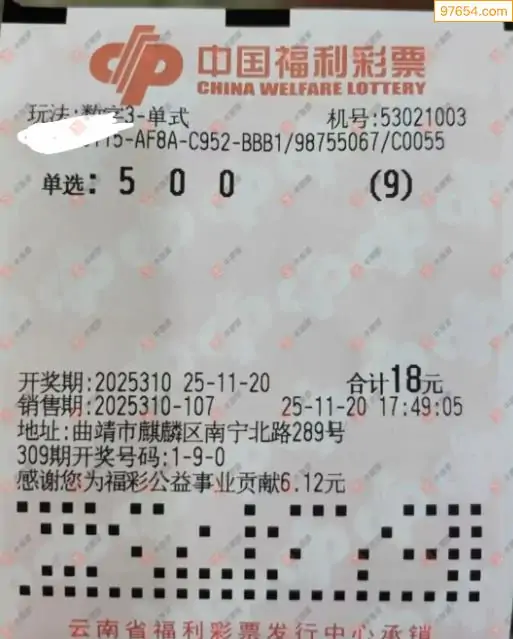 97654.com
中国福利彩票
CHINA WELFARE LOTTERY
玩法:数字3-单式 机号:53021003
115-AF8A-C952-BBB1/98755067/C0055
单选: 5 0 0 (9)
开奖期:2025310 25-11-20 合计18元
销售期:2025310-107 25-11-20 17:49:05
地址:曲靖市麒麟区南宁北路289号
309期开奖号码:1-9-0
感谢您为福彩公益事业贡献6.12元
云南省福利彩票发行中心承销